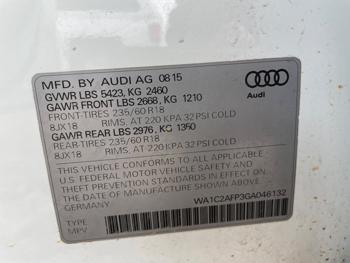 MFD. BY AUDI AG 08 15
GVWR LBS 5423, KG 2460
GAWR FRONT LBS 2668, KG 1210
FRONT-TIRES 235/60 R18
8JX18 RIMS. AT 220 KPA 32 PSI COLD
GAWR REAR LBS 2976, KG 1350
REAR-TIRES 235/60 R18
8JX18 RIMS, AT 220 KPA 32 PSI COLD
THIS VEHICLE CONFORMS TO ALL APPLICABLE
U.S. FEDERAL MOTOR VEHICLE SAFETY AND
THEFT PREVENTION STANDARDS IN EFFECT ON
THE DATE OF MANUFACTURE SHOWN ABOVE.
WA1C2AFP3GA046132
TYPE
MPV
Audi